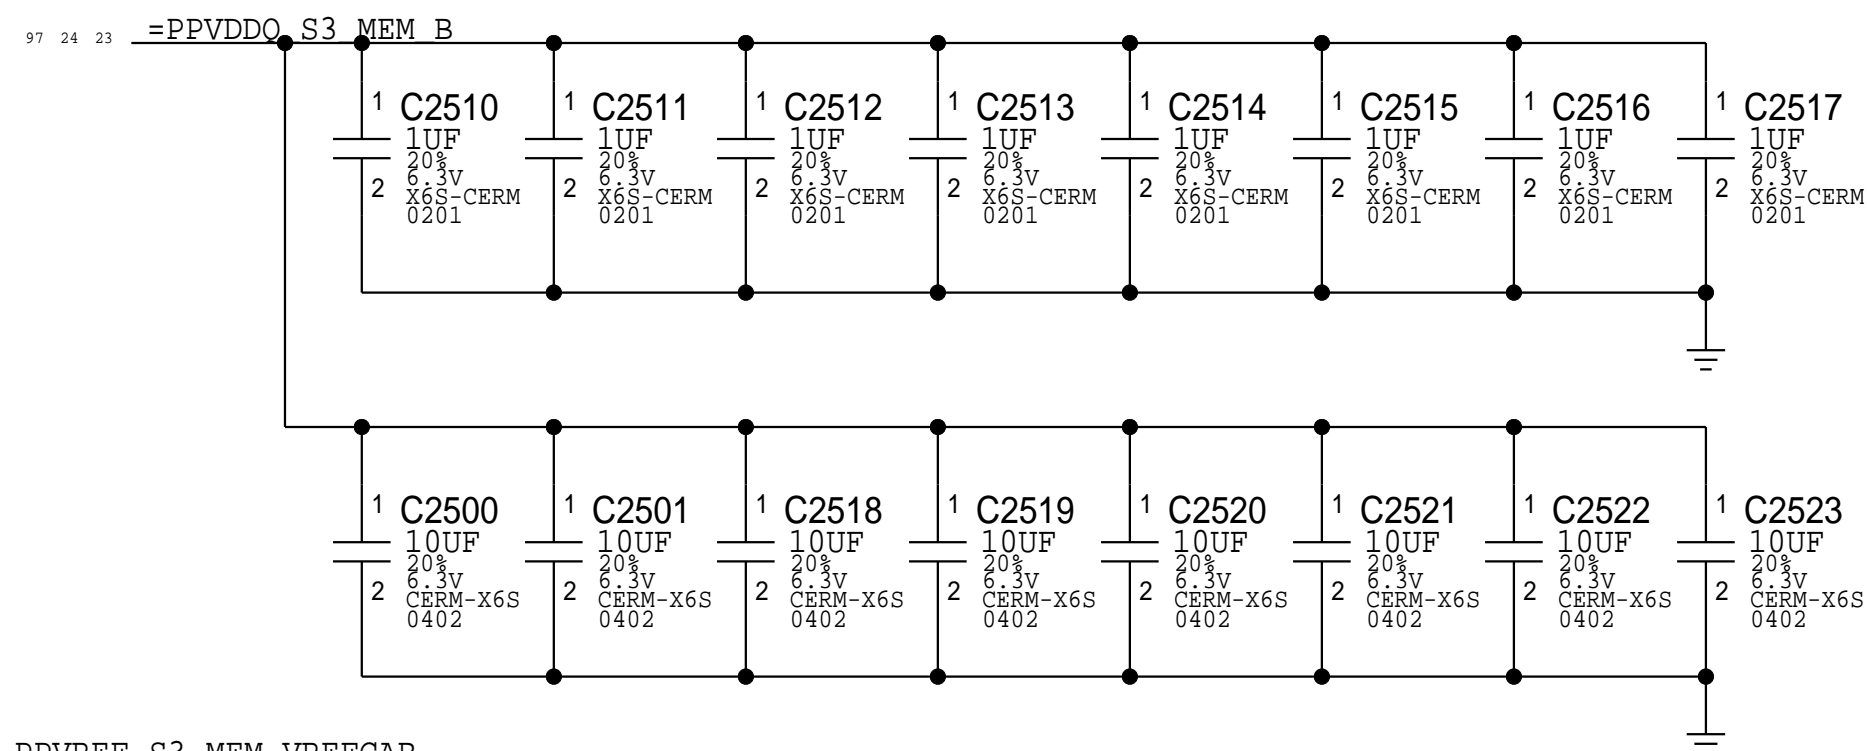 97 24 23 =PPVDDQ_S3_MEM_B
1 C2510 1 C2511 1 C2512 1 C2513 1 C2514 1 C2515 1 C2516 1 C2517
1UF 1UF 1UF 1UF 1UF 1UF 1UF 1UF
20% 20% 20% 20% 20% 20% 20% 20%
6.3V 6.3V 6.3V 6.3V 6.3V 6.3V 6.3V 6.3V
2 X6S-CERM 2 X6S-CERM 2 X6S-CERM 2 X6S-CERM 2 X6S-CERM 2 X6S-CERM 2 X6S-CERM 2 X6S-CERM
0201 0201 0201 0201 0201 0201 0201 0201
1 C2500 1 C2501 1 C2518 1 C2519 1 C2520 1 C2521 1 C2522 1 C2523
10UF 10UF 10UF 10UF 10UF 10UF 10UF 10UF
20% 20% 20% 20% 20% 20% 20% 20%
6.3V 6.3V 6.3V 6.3V 6.3V 6.3V 6.3V 6.3V
2 CERM-X6S 2 CERM-X6S 2 CERM-X6S 2 CERM-X6S 2 CERM-X6S 2 CERM-X6S 2 CERM-X6S 2 CERM-X6S
0402 0402 0402 0402 0402 0402 0402 0402